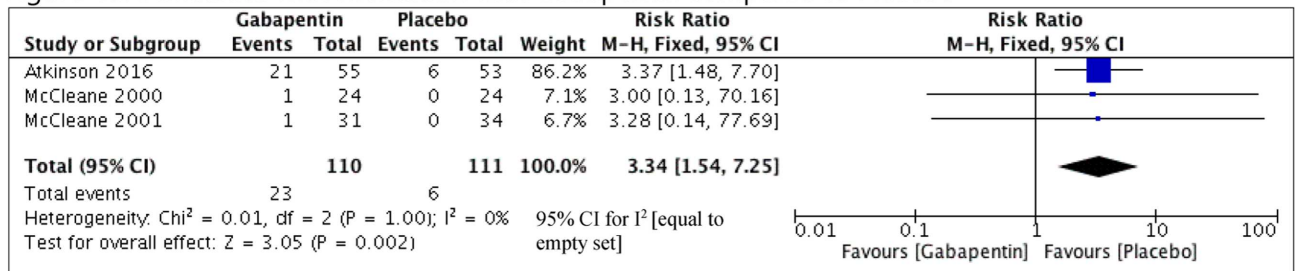 Gabapentin Placebo Risk Ratio Risk Ratio
Study or Subgroup Events Total Events Total Weight M-H, Fixed, 95% CI M-H, Fixed, 95% CI
Atkinson 2016 21 55 6 53 86.2% 3.37 [1.48, 7.70]
McCleane 2000 1 24 0 24 7.1% 3.00 [0.13, 70.16]
McCleane 2001 1 31 0 34 6.7% 3.28 [0.14, 77.69]
Total (95% CI) 110 111 100.0% 3.34 [1.54, 7.25]
Total events 23 6
Heterogeneity: Chi² = 0.01, df = 2 (P = 1.00); I² = 0% 95% CI for I² [equal to
Test for overall effect: Z = 3.05 (P = 0.002) empty set]
0.01 0.1 1 10 100
Favours [Gabapentin] Favours [Placebo]